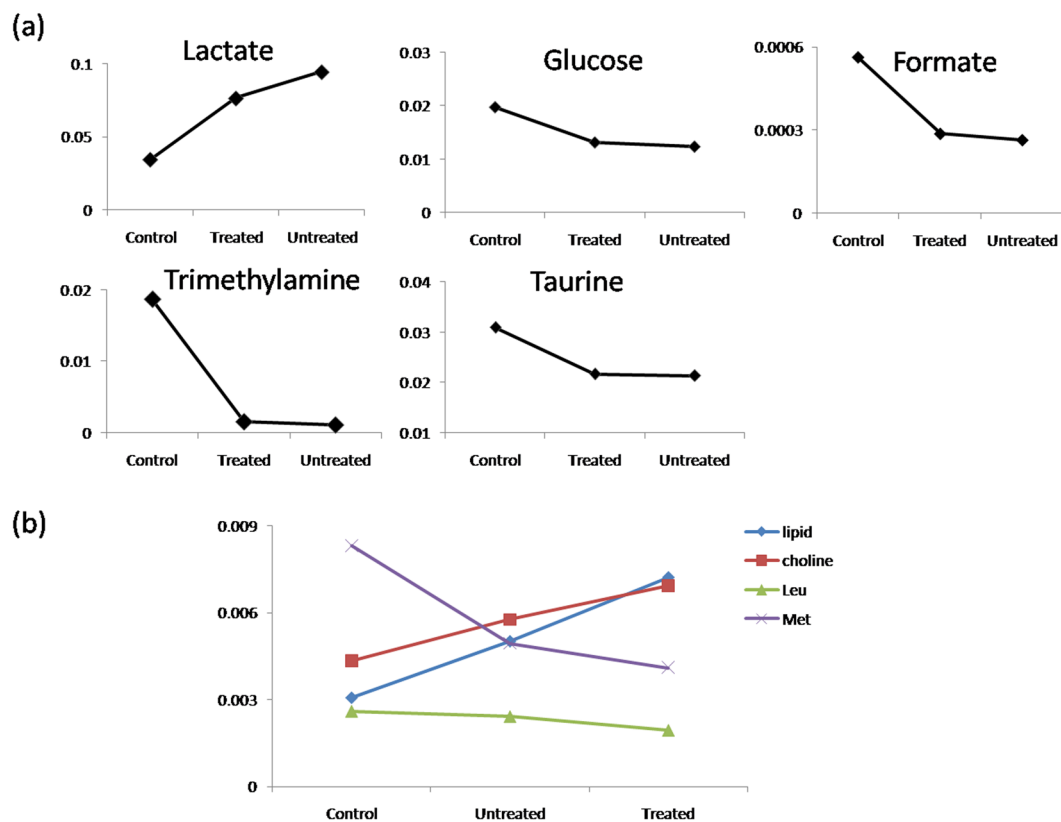 (a)
Lactate
0.1
0.05
0
Control Treated Untreated
Glucose
0.03
0.02
0.01
0
Control Treated Untreated
Formate
0.0006
0.0003
0
Control Treated Untreated
Trimethylamine
0.02
0.01
0
Control Treated Untreated
Taurine
0.04
0.03
0.02
0.01
Control Treated Untreated
(b)
0.009
0.006
0.003
0
Control Untreated Treated
lipid
choline
Leu
Met